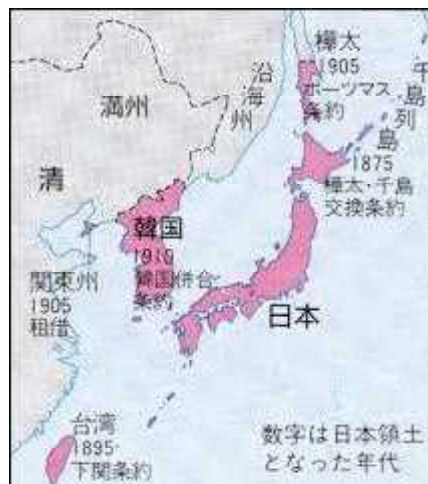 樺太
1905
ポーツマス
条約
沿海州
千島列島
満州
1875
樺太・千島
交換条約
清
韓国
1910
韓国併合
条約
関東州
1905
租借
日本
台湾
1895
下関条約
数字は日本領土
となった年代